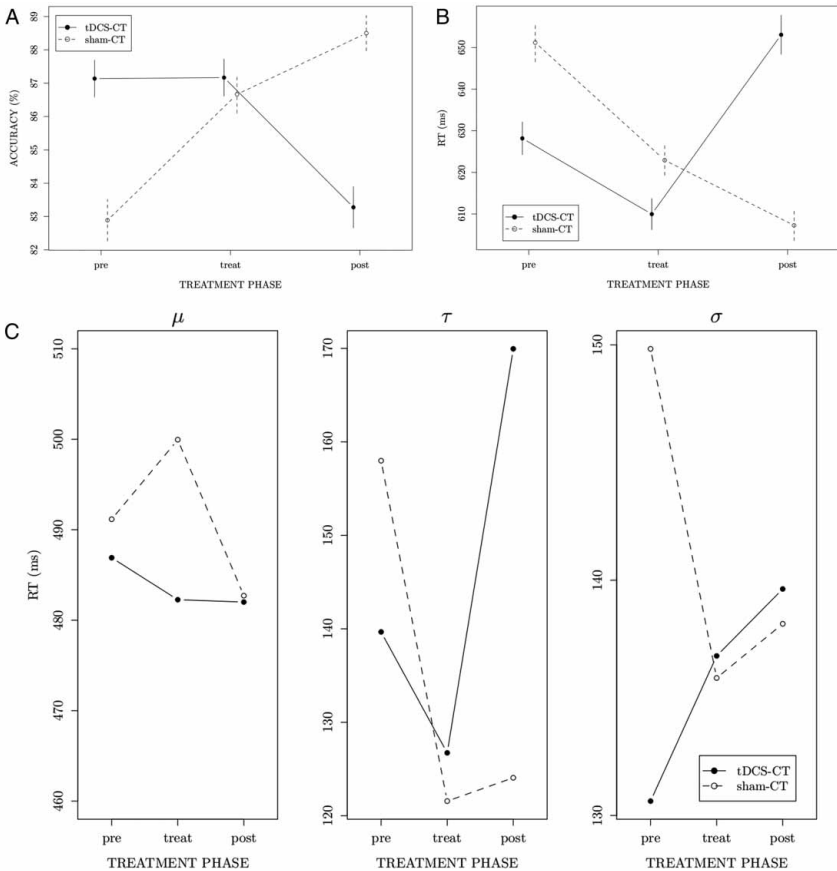 A
tDCS-CT
sham-CT
ACCURACY (%)
89
88
87
86
85
84
83
82
pre
treat
post
TREATMENT PHASE
B
RT (ms)
650
640
630
620
610
tDCS-CT
sham-CT
pre
treat
post
TREATMENT PHASE
C
μ
RT (ms)
510
500
490
480
470
460
pre
treat
post
TREATMENT PHASE
τ
170
160
150
140
130
120
pre
treat
post
TREATMENT PHASE
σ
150
140
130
tDCS-CT
sham-CT
pre
treat
post
TREATMENT PHASE